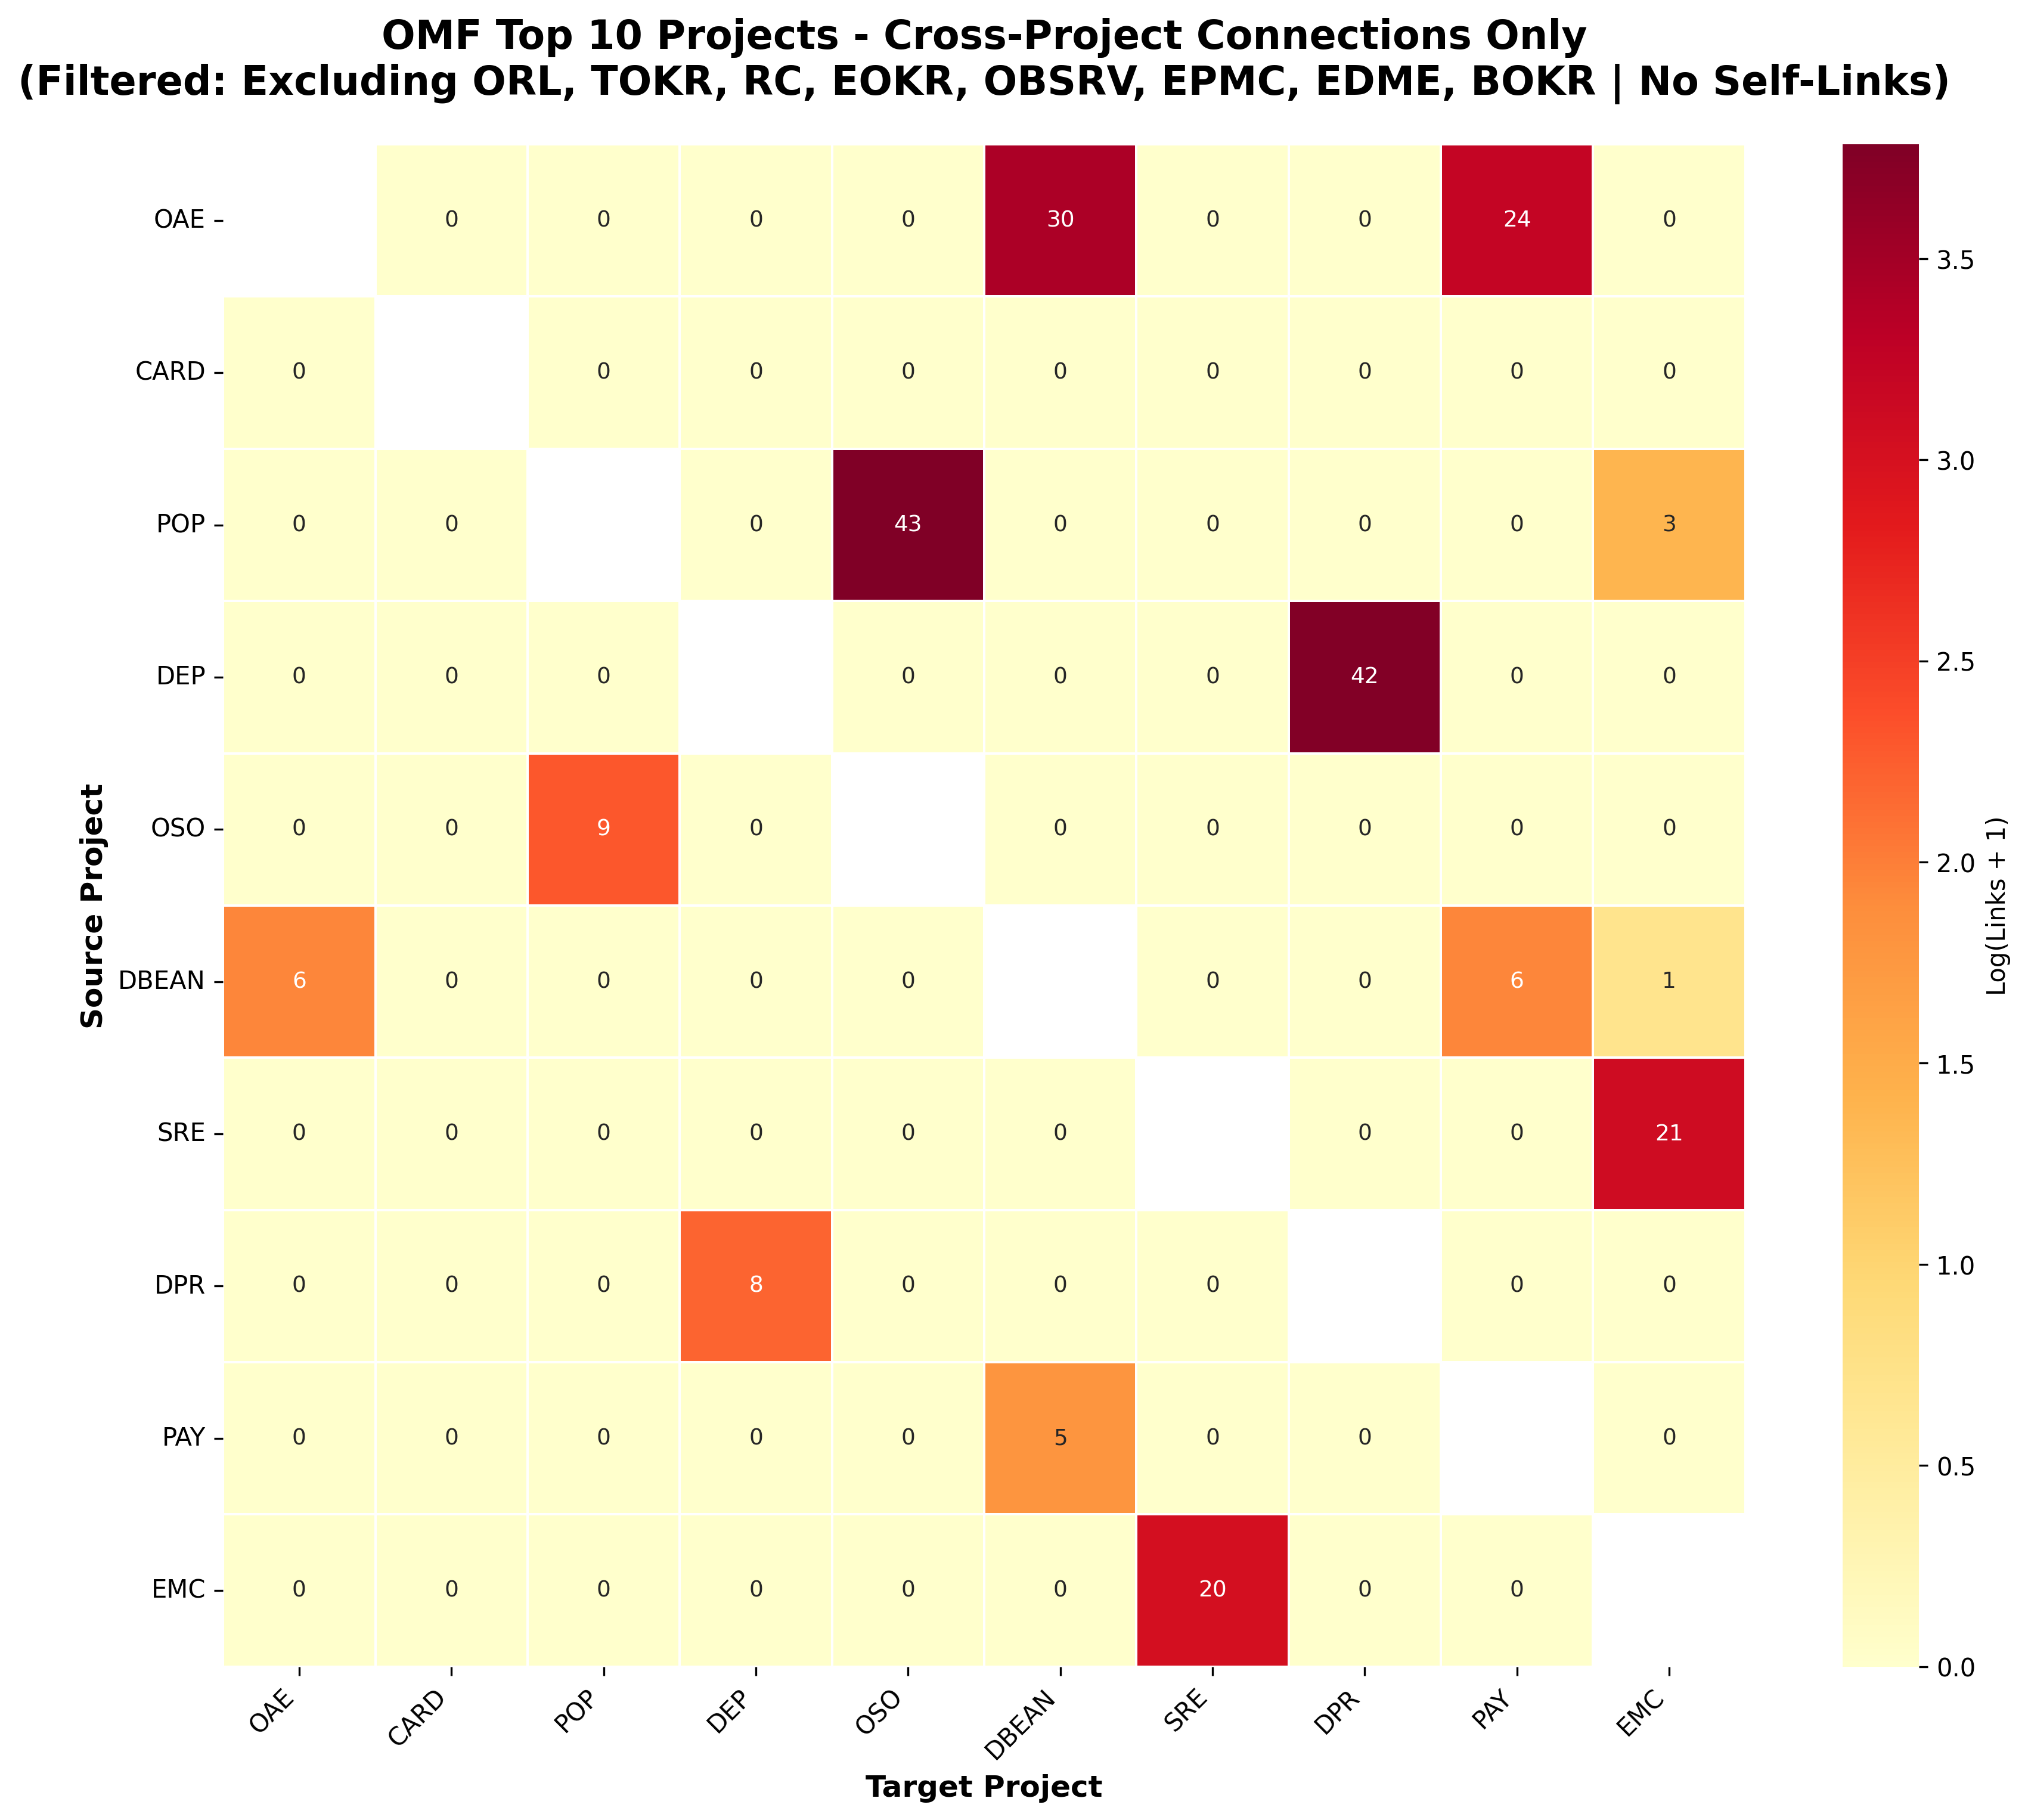 OMF Top 10 Projects - Cross-Project Connections Only
(Filtered: Excluding ORL, TOKR, RC, EOKR, OBSRV, EPMC, EDME, BOKR | No Self-Links)
Source Project
OAE 0 0 0 0 30 0 0 24 0
CARD 0 0 0 0 0 0 0 0 0
POP 0 0 0 43 0 0 0 0 3
DEP 0 0 0 0 0 0 42 0 0
OSO 0 0 9 0 0 0 0 0 0
DBEAN 6 0 0 0 0 0 0 6 1
SRE 0 0 0 0 0 0 0 0 21
DPR 0 0 0 8 0 0 0 0 0
PAY 0 0 0 0 0 5 0 0 0
EMC 0 0 0 0 0 0 20 0 0
OAE CARD POP DEP OSO DBEAN SRE DPR PAY EMC
Target Project
3.5
3.0
2.5
2.0
1.5
1.0
0.5
0.0
Log(Links + 1)